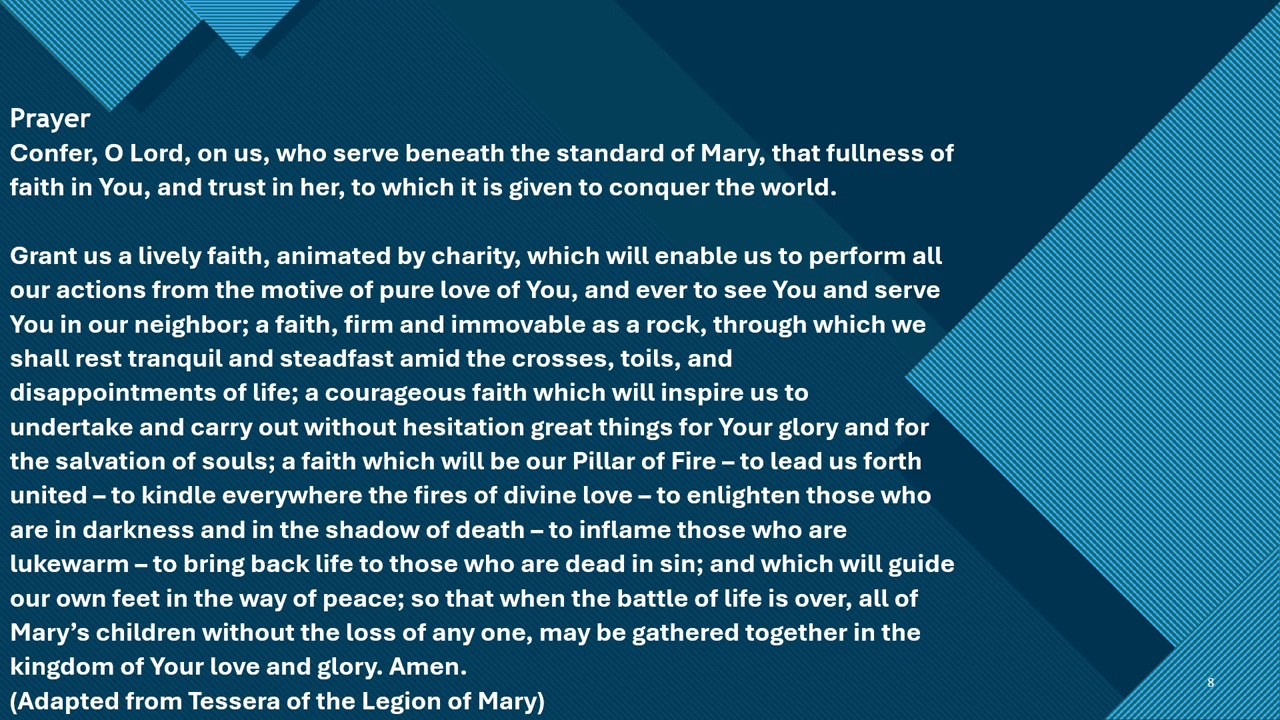 Prayer
Confer, O Lord, on us, who serve beneath the standard of Mary, that fullness of
faith in You, and trust in her, to which it is given to conquer the world.
Grant us a lively faith, animated by charity, which will enable us to perform all
our actions from the motive of pure love of You, and ever to see You and serve
You in our neighbor; a faith, firm and immovable as a rock, through which we
shall rest tranquil and steadfast amid the crosses, toils, and
disappointments of life; a courageous faith which will inspire us to
undertake and carry out without hesitation great things for Your glory and for
the salvation of souls; a faith which will be our Pillar of Fire – to lead us forth
united – to kindle everywhere the fires of divine love – to enlighten those who
are in darkness and in the shadow of death – to inflame those who are
lukewarm – to bring back life to those who are dead in sin; and which will guide
our own feet in the way of peace; so that when the battle of life is over, all of
Mary’s children without the loss of any one, may be gathered together in the
kingdom of Your love and glory. Amen.
(Adapted from Tessera of the Legion of Mary)
8